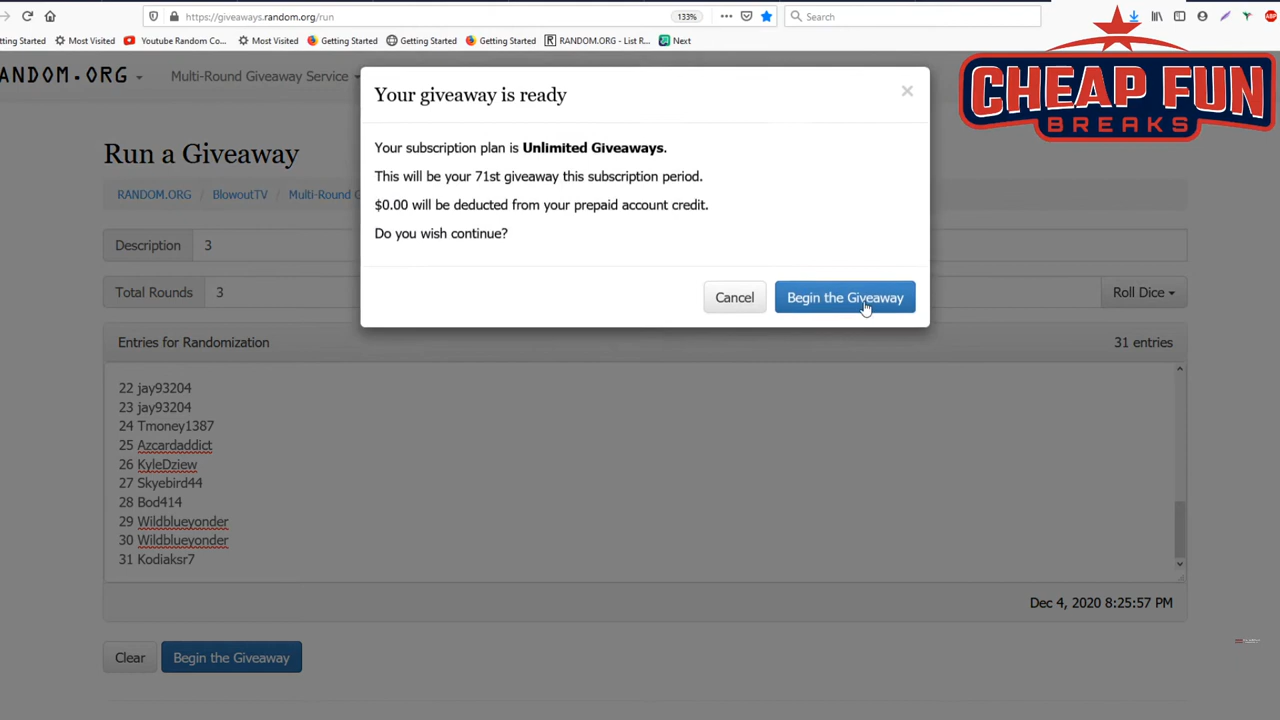 https://giveaways.random.org/run
133%
Search
ABP
etting Started
Most Visited
Youtube Random Co...
Most Visited
Getting Started
Getting Started
Getting Started
RANDOM.ORG - List R...
Next
CHEAP FUN
BREAKS
ANDOM.ORG
Multi-Round Giveaway Service
Your giveaway is ready
×
Your subscription plan is Unlimited Giveaways.
This will be your 71st giveaway this subscription period.
$0.00 will be deducted from your prepaid account credit.
Do you wish continue?
Cancel
Begin the Giveaway
Run a Giveaway
RANDOM.ORG / BlowoutTV / Multi-Round G
Description 3
Total Rounds 3
Roll Dice
Entries for Randomization
31 entries
22 jay93204
23 jay93204
24 Tmoney1387
25 Azcardaddict
26 KyleDziew
27 Skyebird44
28 Bod414
29 Wildblueyonder
30 Wildblueyonder
31 Kodiaksr7
Dec 4, 2020 8:25:57 PM
Clear
Begin the Giveaway